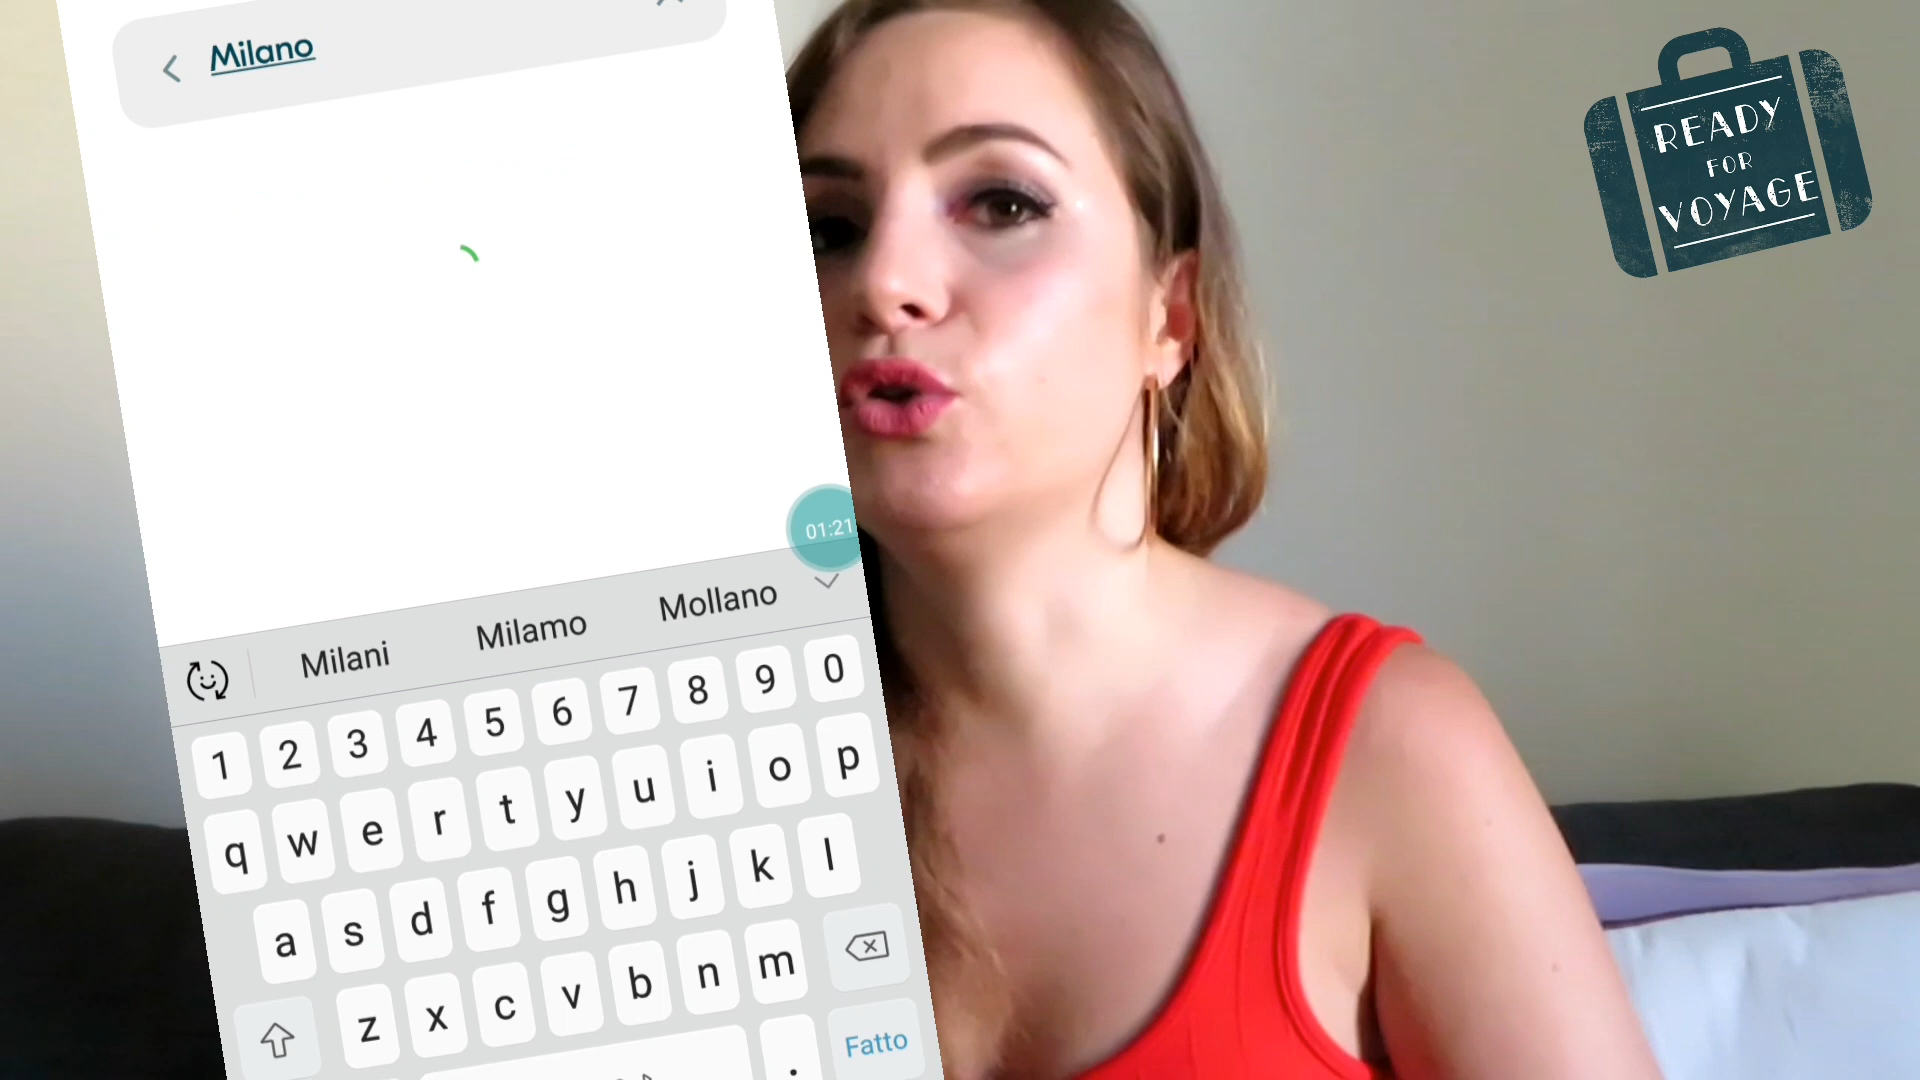 Milano
READY
FOR
VOYAGE
01:21
Milani Milamo Mollano
1 2 3 4 5 6 7 8 9 0
q w e r t y u i o p
a s d f g h j k l
z x c v b n m
. Fatto